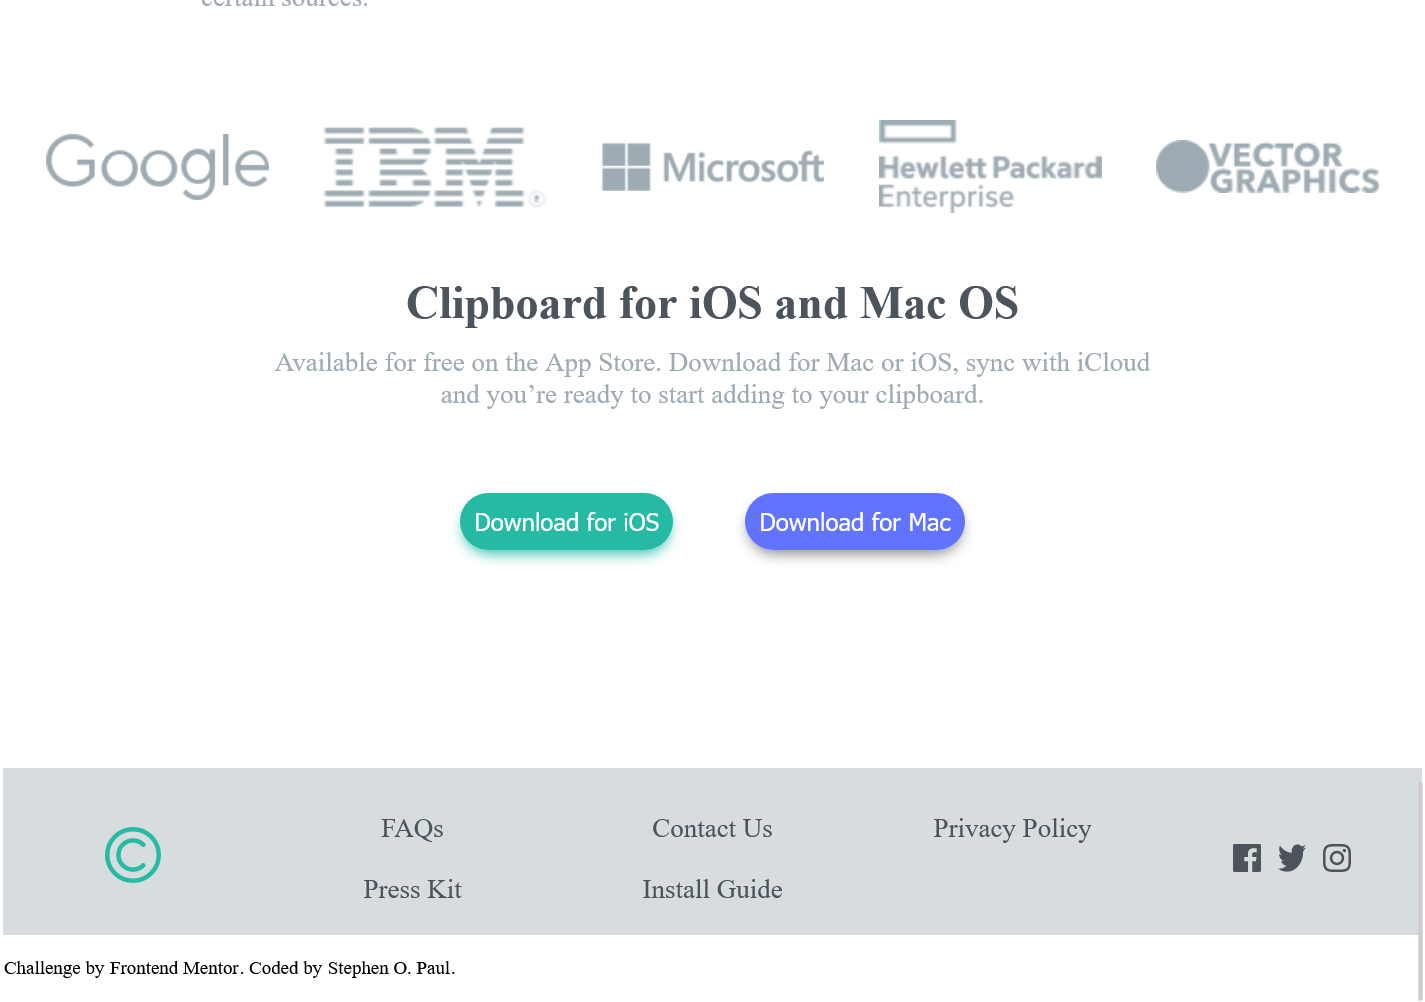 certain sources.
Google IBM® Microsoft Hewlett Packard Enterprise VECTOR GRAPHICS
Clipboard for iOS and Mac OS
Available for free on the App Store. Download for Mac or iOS, sync with iCloud
and you’re ready to start adding to your clipboard.
Download for iOS Download for Mac
FAQs Contact Us Privacy Policy
Press Kit Install Guide
Challenge by Frontend Mentor. Coded by Stephen O. Paul.